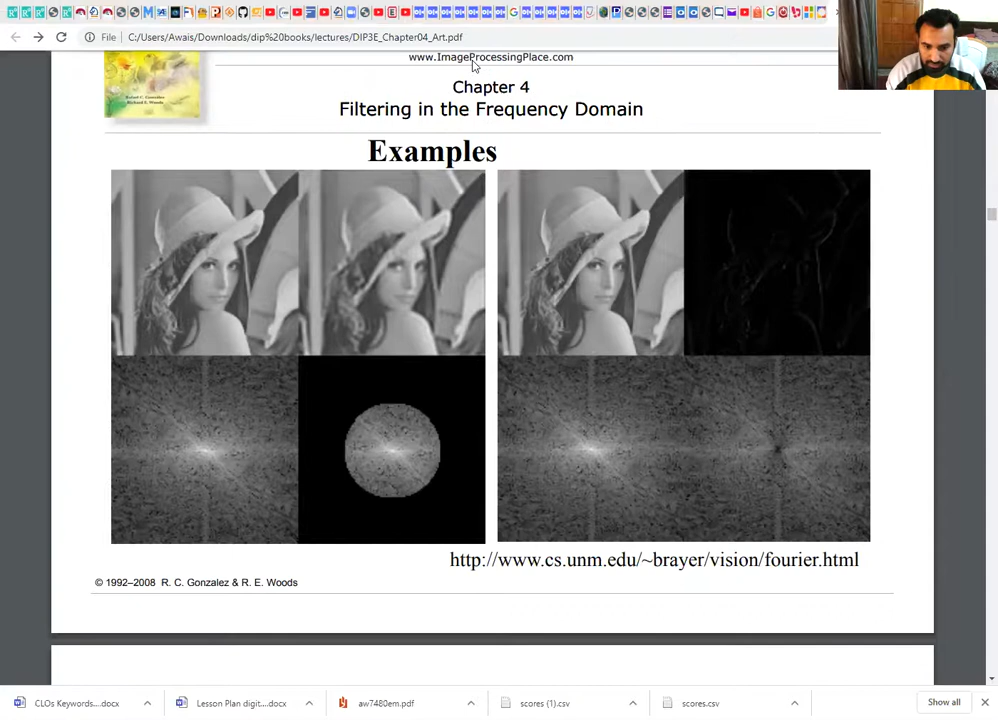 File | C:/Users/Awais/Downloads/dip%20books/lectures/DIP3E_Chapter04_Art.pdf
www.ImageProcessingPlace.com
Chapter 4
Filtering in the Frequency Domain
Examples
http://www.cs.unm.edu/~brayer/vision/fourier.html
© 1992–2008 R. C. Gonzalez & R. E. Woods
CLOs Keywords....docx
Lesson Plan digit....docx
aw7480em.pdf
scores (1).csv
scores.csv
Show all